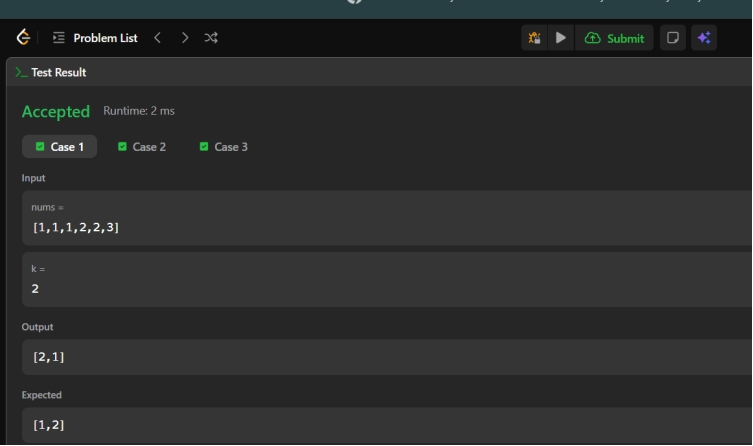 Problem List
Submit
>_ Test Result
Accepted Runtime: 2 ms
Case 1 Case 2 Case 3
Input
nums =
[1,1,1,2,2,3]
k =
2
Output
[2,1]
Expected
[1,2]